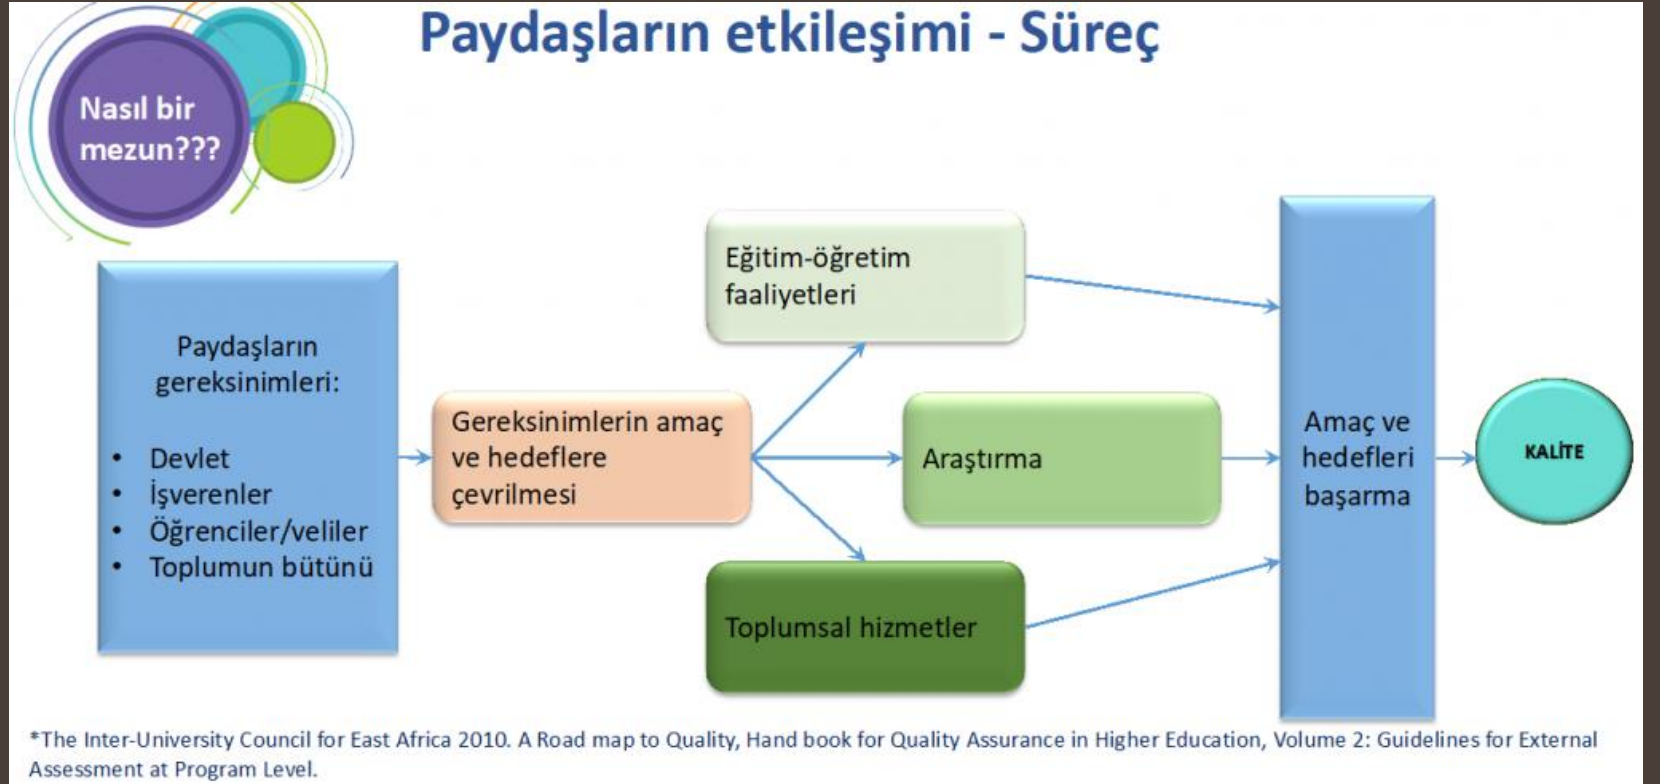 Paydaşların etkileşimi - Süreç
Nasıl bir
mezun???
Paydaşların
gereksinimleri:
• Devlet
• İşverenler
• Öğrenciler/veliler
• Toplumun bütünü
Gereksinimlerin amaç
ve hedeflere
çevrilmesi
Eğitim-öğretim
faaliyetleri
Araştırma
Toplumsal hizmetler
Amaç ve
hedefleri
başarma
KALİTE
*The Inter-University Council for East Africa 2010. A Road map to Quality, Hand book for Quality Assurance in Higher Education, Volume 2: Guidelines for External
Assessment at Program Level.